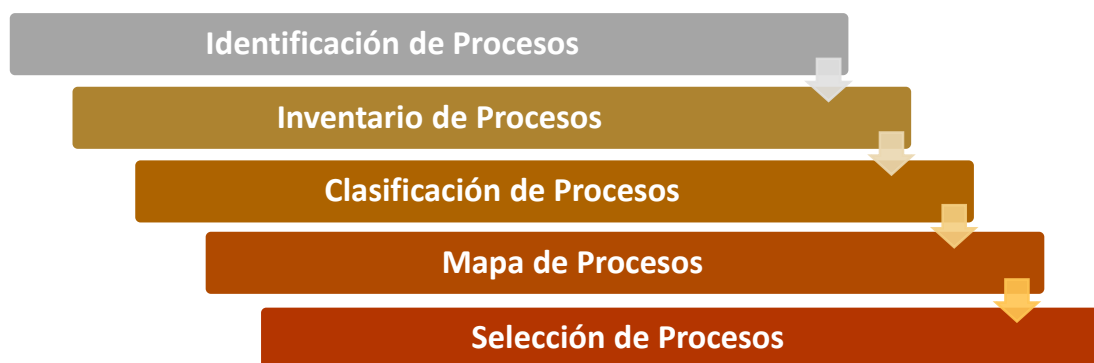 Identificación de Procesos
Inventario de Procesos
Clasificación de Procesos
Mapa de Procesos
Selección de Procesos